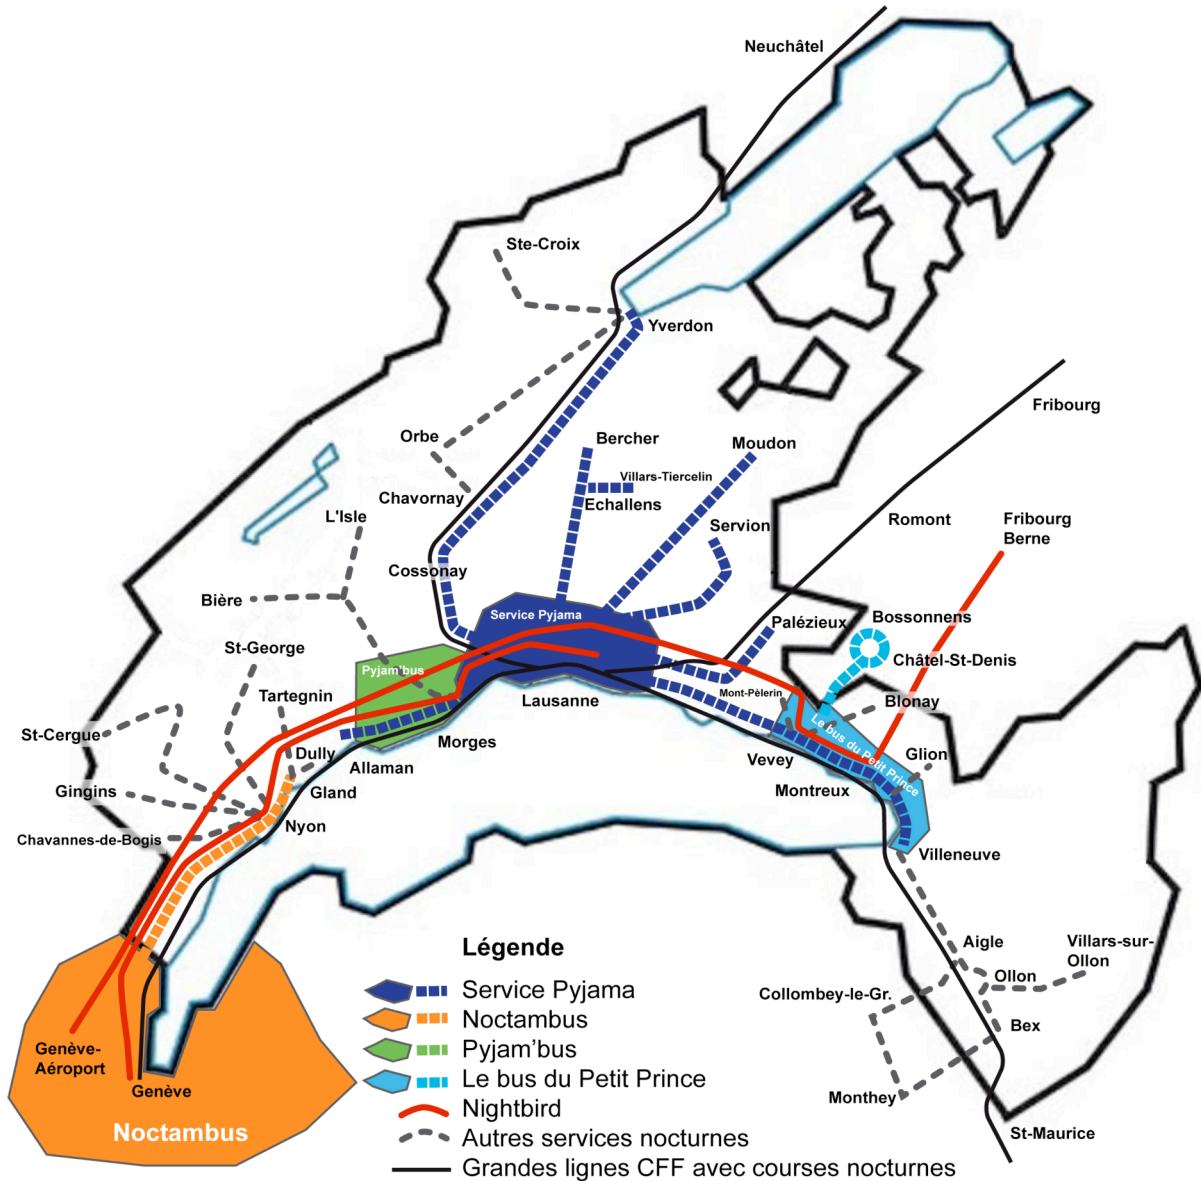 Neuchâtel
Ste-Croix
Yverdon
Fribourg
Orbe
Bercher
Moudon
Villars-Tiercelin
Chavornay
Echallens
L'Isle
Servion
Romont
Fribourg
Berne
Cossonay
Bière
Service Pyjama
Palézieux
Bossonnens
St-George
Pyjam'bus
Châtel-St-Denis
Tartegnin
Mont-Pèlerin
Lausanne
Blonay
St-Cergue
Morges
Le bus du Petit Prince
Dully
Allaman
Vevey
Glion
Gingins
Gland
Montreux
Nyon
Chavannes-de-Bogis
Villeneuve
Légende
Aigle
Villars-sur-
Ollon
Ollon
Service Pyjama
Collombey-le-Gr.
Noctambus
Bex
Genève-
Aéroport
Pyjam'bus
Le bus du Petit Prince
Genève
Monthey
Nightbird
Noctambus
Autres services nocturnes
St-Maurice
Grandes lignes CFF avec courses nocturnes